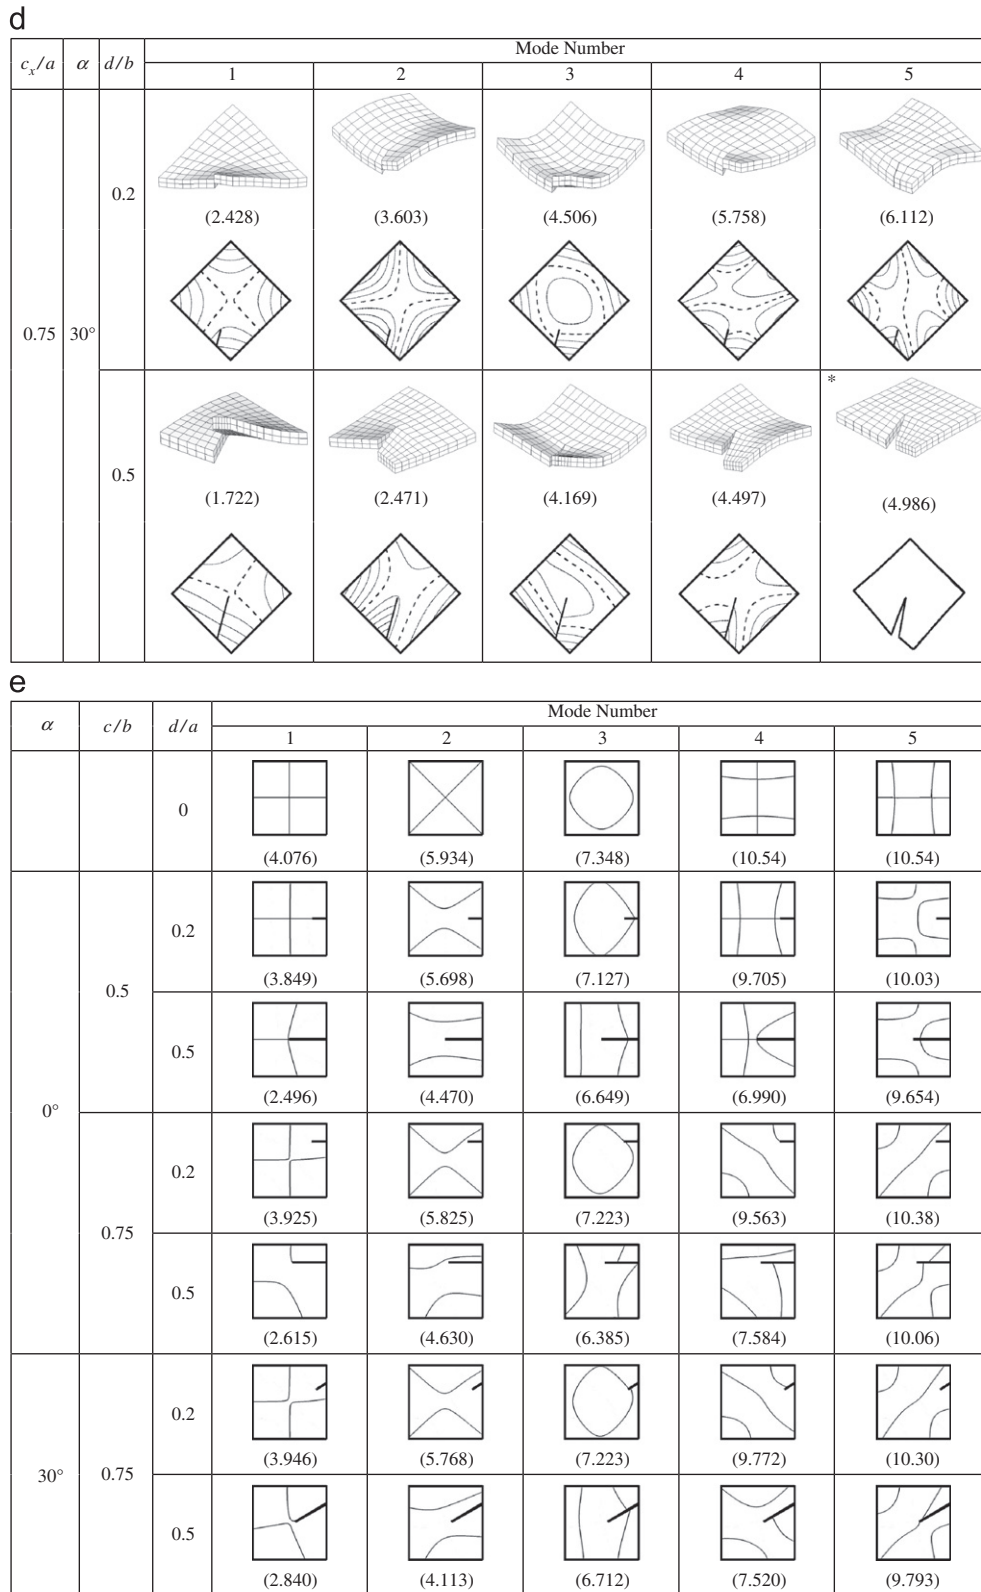 d
c_x/a α d/b Mode Number
1 2 3 4 5
0.2
(2.428) (3.603) (4.506) (5.758) (6.112)
0.75 30°
*
0.5
(1.722) (2.471) (4.169) (4.497) (4.986)
e
α c/b d/a Mode Number
1 2 3 4 5
0
(4.076) (5.934) (7.348) (10.54) (10.54)
0.2
(3.849) (5.698) (7.127) (9.705) (10.03)
0.5
0.5
(2.496) (4.470) (6.649) (6.990) (9.654)
0°
0.2
(3.925) (5.825) (7.223) (9.563) (10.38)
0.75
0.5
(2.615) (4.630) (6.385) (7.584) (10.06)
0.2
(3.946) (5.768) (7.223) (9.772) (10.30)
30° 0.75
0.5
(2.840) (4.113) (6.712) (7.520) (9.793)